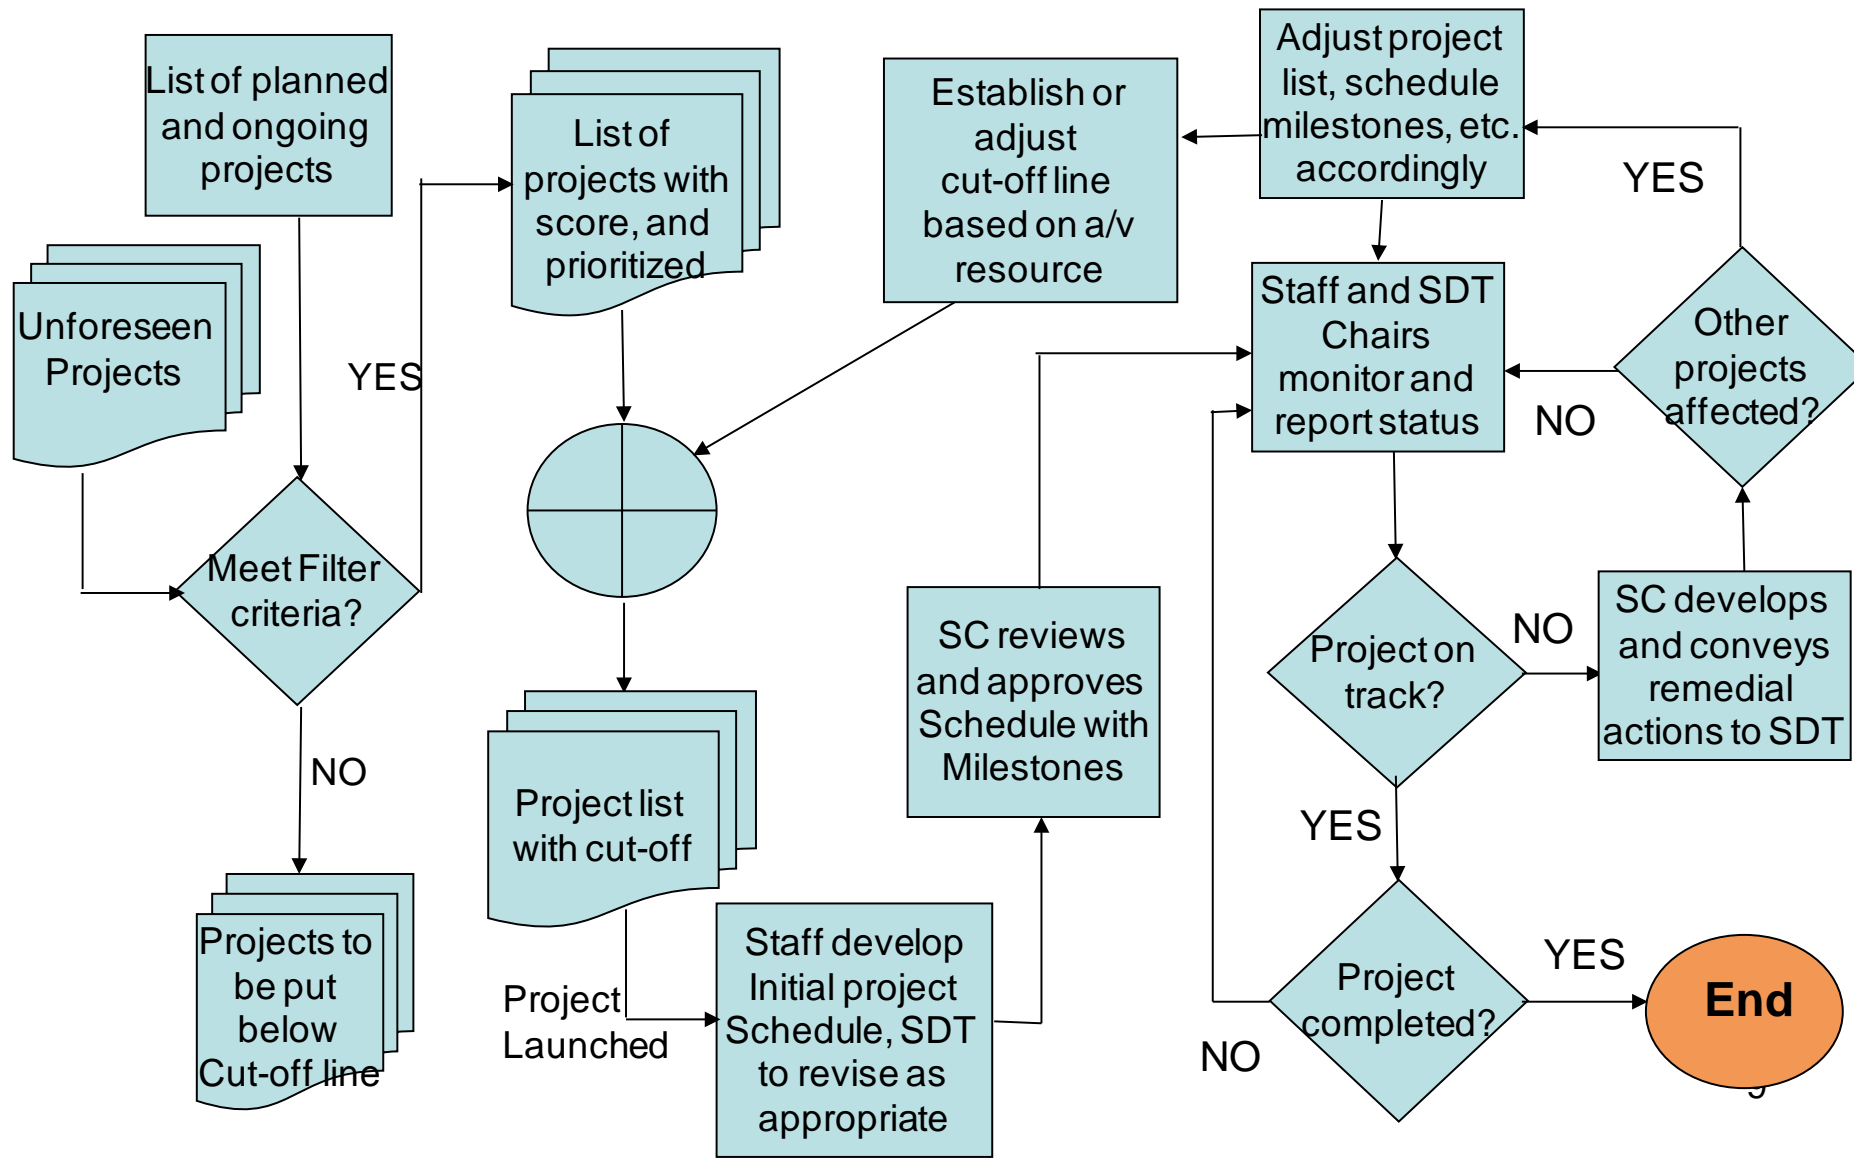 List of planned
and ongoing
projects
Unforeseen
Projects
Meet Filter
criteria?
YES
NO
Projects to
be put
below
Cut-off line
List of
projects with
score, and
prioritized
Project list
with cut-off
Project
Launched
Staff develop
Initial project
Schedule, SDT
to revise as
appropriate
SC reviews
and approves
Schedule with
Milestones
Establish or
adjust
cut-off line
based on a/v
resource
Adjust project
list, schedule
milestones, etc.
accordingly
Staff and SDT
Chairs
monitor and
report status
Project on
track?
NO
SC develops
and conveys
remedial
actions to SDT
Other
projects
affected?
YES
NO
YES
Project
completed?
NO
YES
End